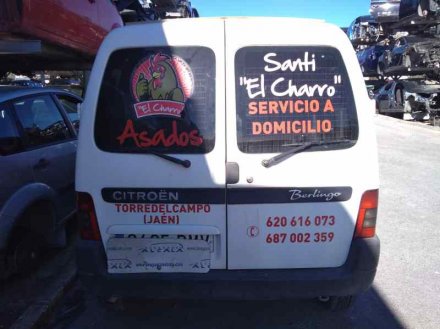 "El Charro"
Asados
Santi
"El Charro"
SERVICIO A
DOMICILIO
CITROËN
Berlingo
TORREDELCAMPO
(JAÉN)
620 616 073
687 002 359